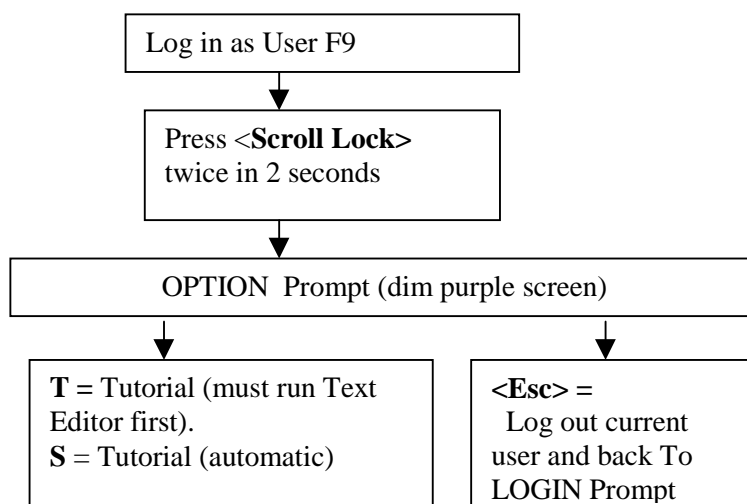 Log in as User F9
Press <Scroll Lock>
twice in 2 seconds
OPTION  Prompt (dim purple screen)
T = Tutorial (must run Text
Editor first).
S = Tutorial (automatic)
<Esc> =
Log out current
user and back To
LOGIN Prompt